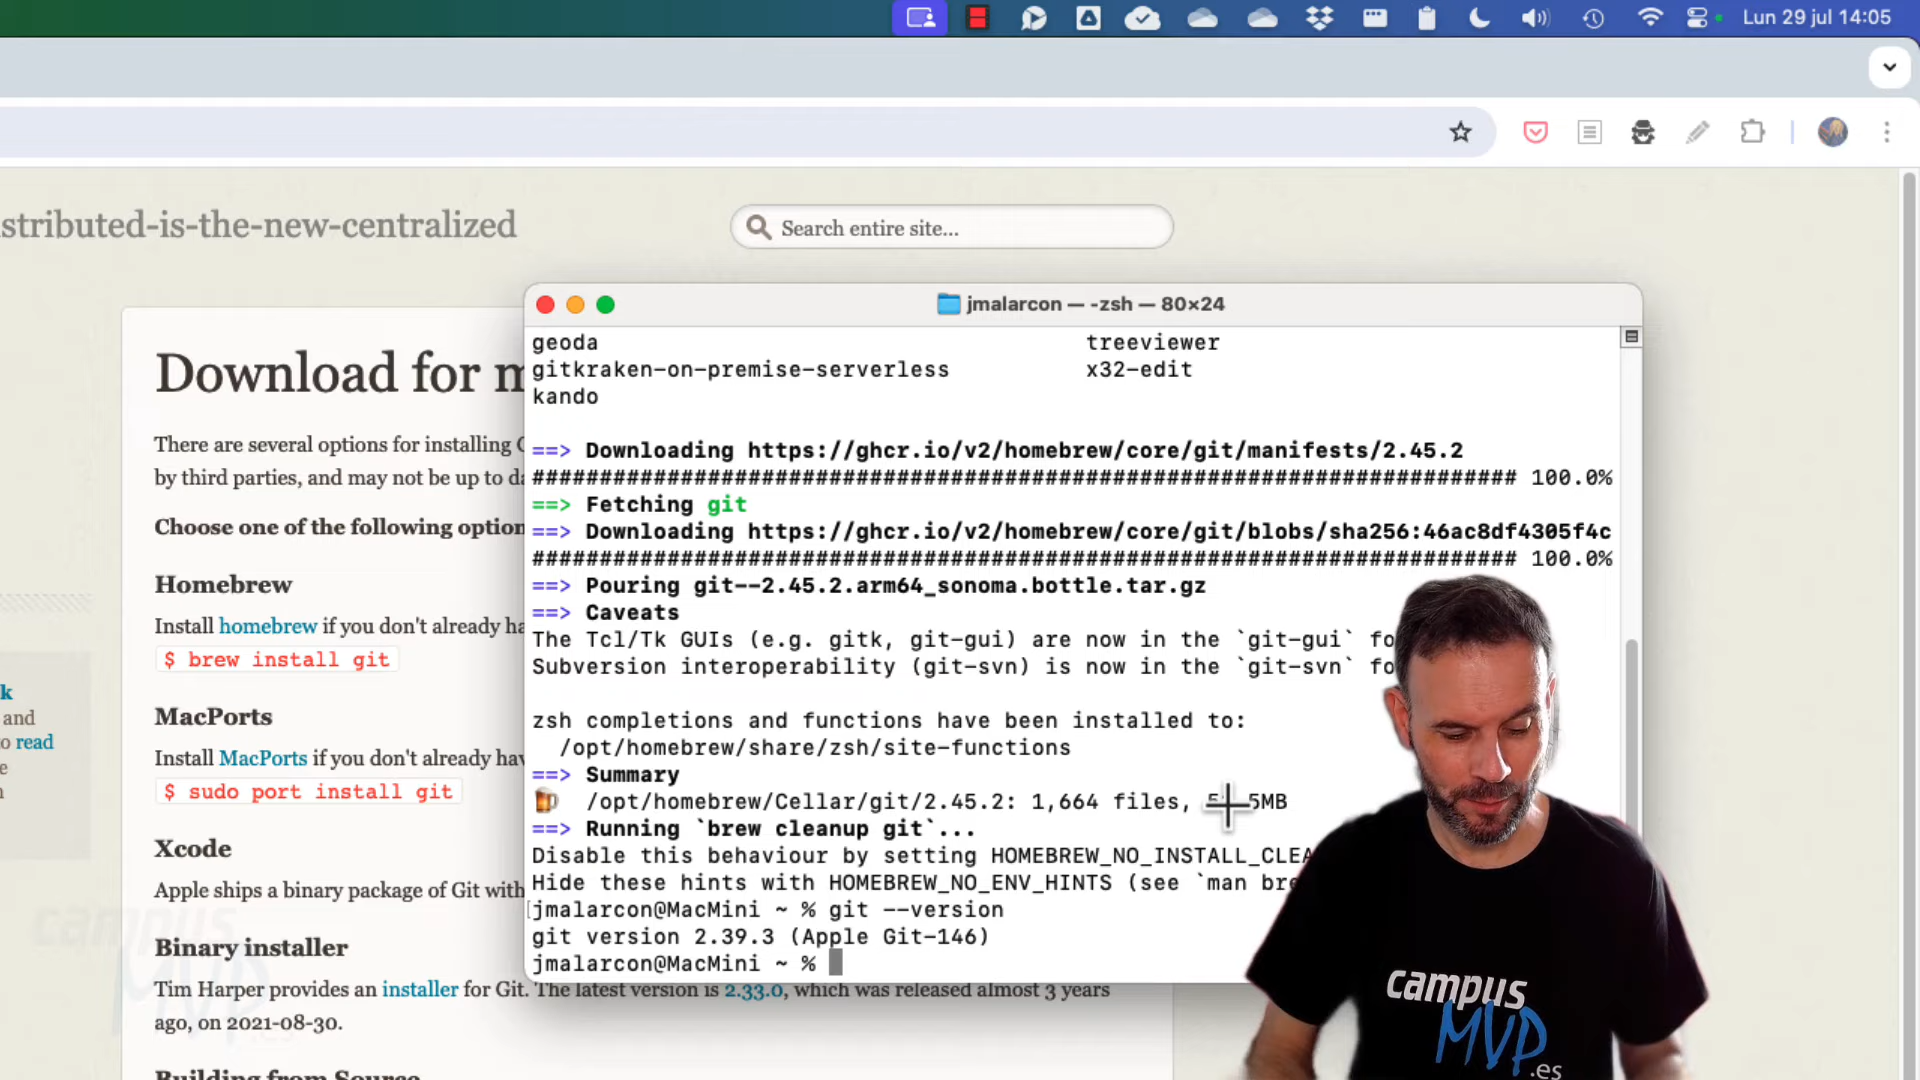 Lun 29 jul 14:05
stributed-is-the-new-centralized
Search entire site...
jmalarcon — -zsh — 80×24
Download for m
There are several options for installing G
by third parties, and may not be up to da
Choose one of the following option
Homebrew
Install homebrew if you don't already ha
$ brew install git
MacPorts
Install MacPorts if you don't already hav
$ sudo port install git
Xcode
Apple ships a binary package of Git with
Binary installer
Tim Harper provides an installer for Git. The latest version is 2.33.0, which was released almost 3 years
ago, on 2021-08-30.
Building from Source
k
and
o read
e
n
geoda treeviewer
gitkraken-on-premise-serverless x32-edit
kando
==> Downloading https://ghcr.io/v2/homebrew/core/git/manifests/2.45.2
######################################################################### 100.0%
==> Fetching git
==> Downloading https://ghcr.io/v2/homebrew/core/git/blobs/sha256:46ac8df4305f4c
######################################################################### 100.0%
==> Pouring git--2.45.2.arm64_sonoma.bottle.tar.gz
==> Caveats
The Tcl/Tk GUIs (e.g. gitk, git-gui) are now in the `git-gui` fo
Subversion interoperability (git-svn) is now in the `git-svn` fo
zsh completions and functions have been installed to:
/opt/homebrew/share/zsh/site-functions
==> Summary
/opt/homebrew/Cellar/git/2.45.2: 1,664 files, 5MB
==> Running `brew cleanup git`...
Disable this behaviour by setting HOMEBREW_NO_INSTALL_CLEA
Hide these hints with HOMEBREW_NO_ENV_HINTS (see `man bre
jmalarcon@MacMini ~ % git --version
git version 2.39.3 (Apple Git-146)
jmalarcon@MacMini ~ %
campus
MVP
.es
campus
MVP